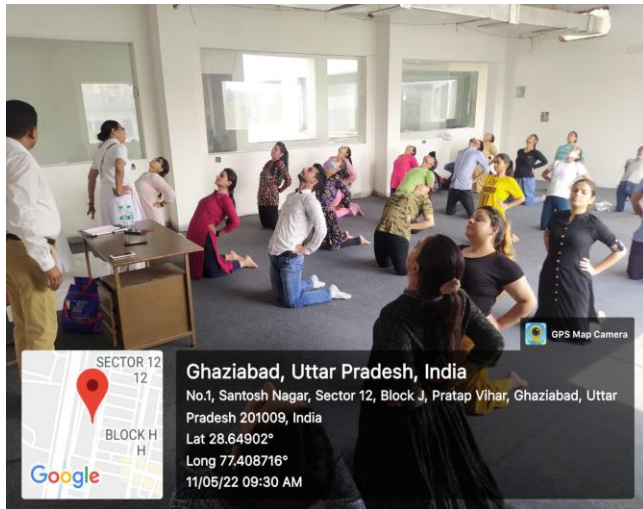 GPS Map Camera
SECTOR 12
12
BLOCK H
H
Google
Ghaziabad, Uttar Pradesh, India
No.1, Santosh Nagar, Sector 12, Block J, Pratap Vihar, Ghaziabad, Uttar
Pradesh 201009, India
Lat 28.64902°
Long 77.408716°
11/05/22 09:30 AM